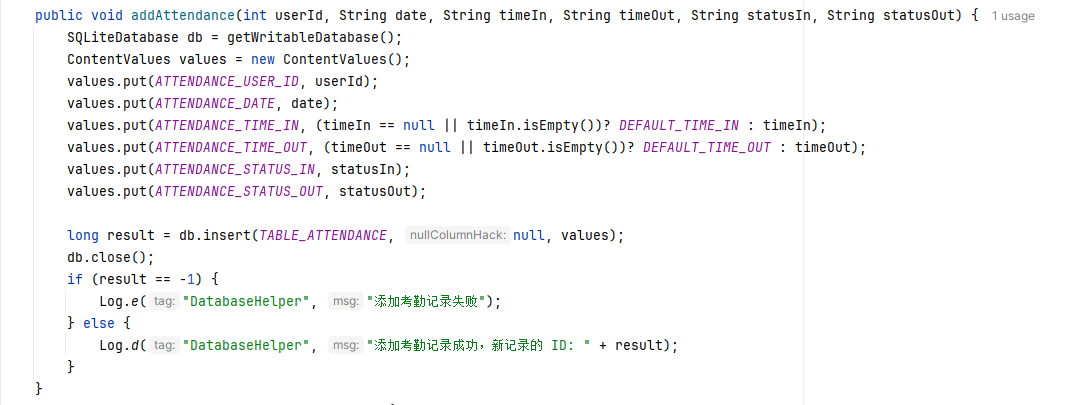 public void addAttendance(int userId, String date, String timeIn, String timeOut, String statusIn, String statusOut) { 1 usage
SQLiteDatabase db = getWritableDatabase();
ContentValues values = new ContentValues();
values.put(ATTENDANCE_USER_ID, userId);
values.put(ATTENDANCE_DATE, date);
values.put(ATTENDANCE_TIME_IN, (timeIn == null || timeIn.isEmpty())? DEFAULT_TIME_IN : timeIn);
values.put(ATTENDANCE_TIME_OUT, (timeOut == null || timeOut.isEmpty())? DEFAULT_TIME_OUT : timeOut);
values.put(ATTENDANCE_STATUS_IN, statusIn);
values.put(ATTENDANCE_STATUS_OUT, statusOut);
long result = db.insert(TABLE_ATTENDANCE, nullColumnHack: null, values);
db.close();
if (result == -1) {
Log.e( tag: "DatabaseHelper", msg: "添加考勤记录失败");
} else {
Log.d( tag: "DatabaseHelper", msg: "添加考勤记录成功，新记录的 ID: " + result);
}
}